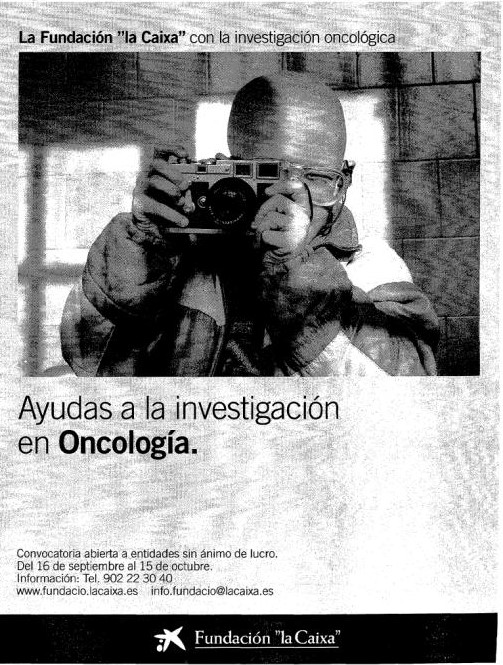 La Fundación "la Caixa" con la investigación oncológica
Ayudas a la investigación
en Oncología.
Convocatoria abierta a entidades sin ánimo de lucro.
Del 16 de septiembre al 15 de octubre.
Información: Tel. 902 22 30 40
www.fundacio.lacaixa.es info.fundacio@lacaixa.es
Fundación "la Caixa"